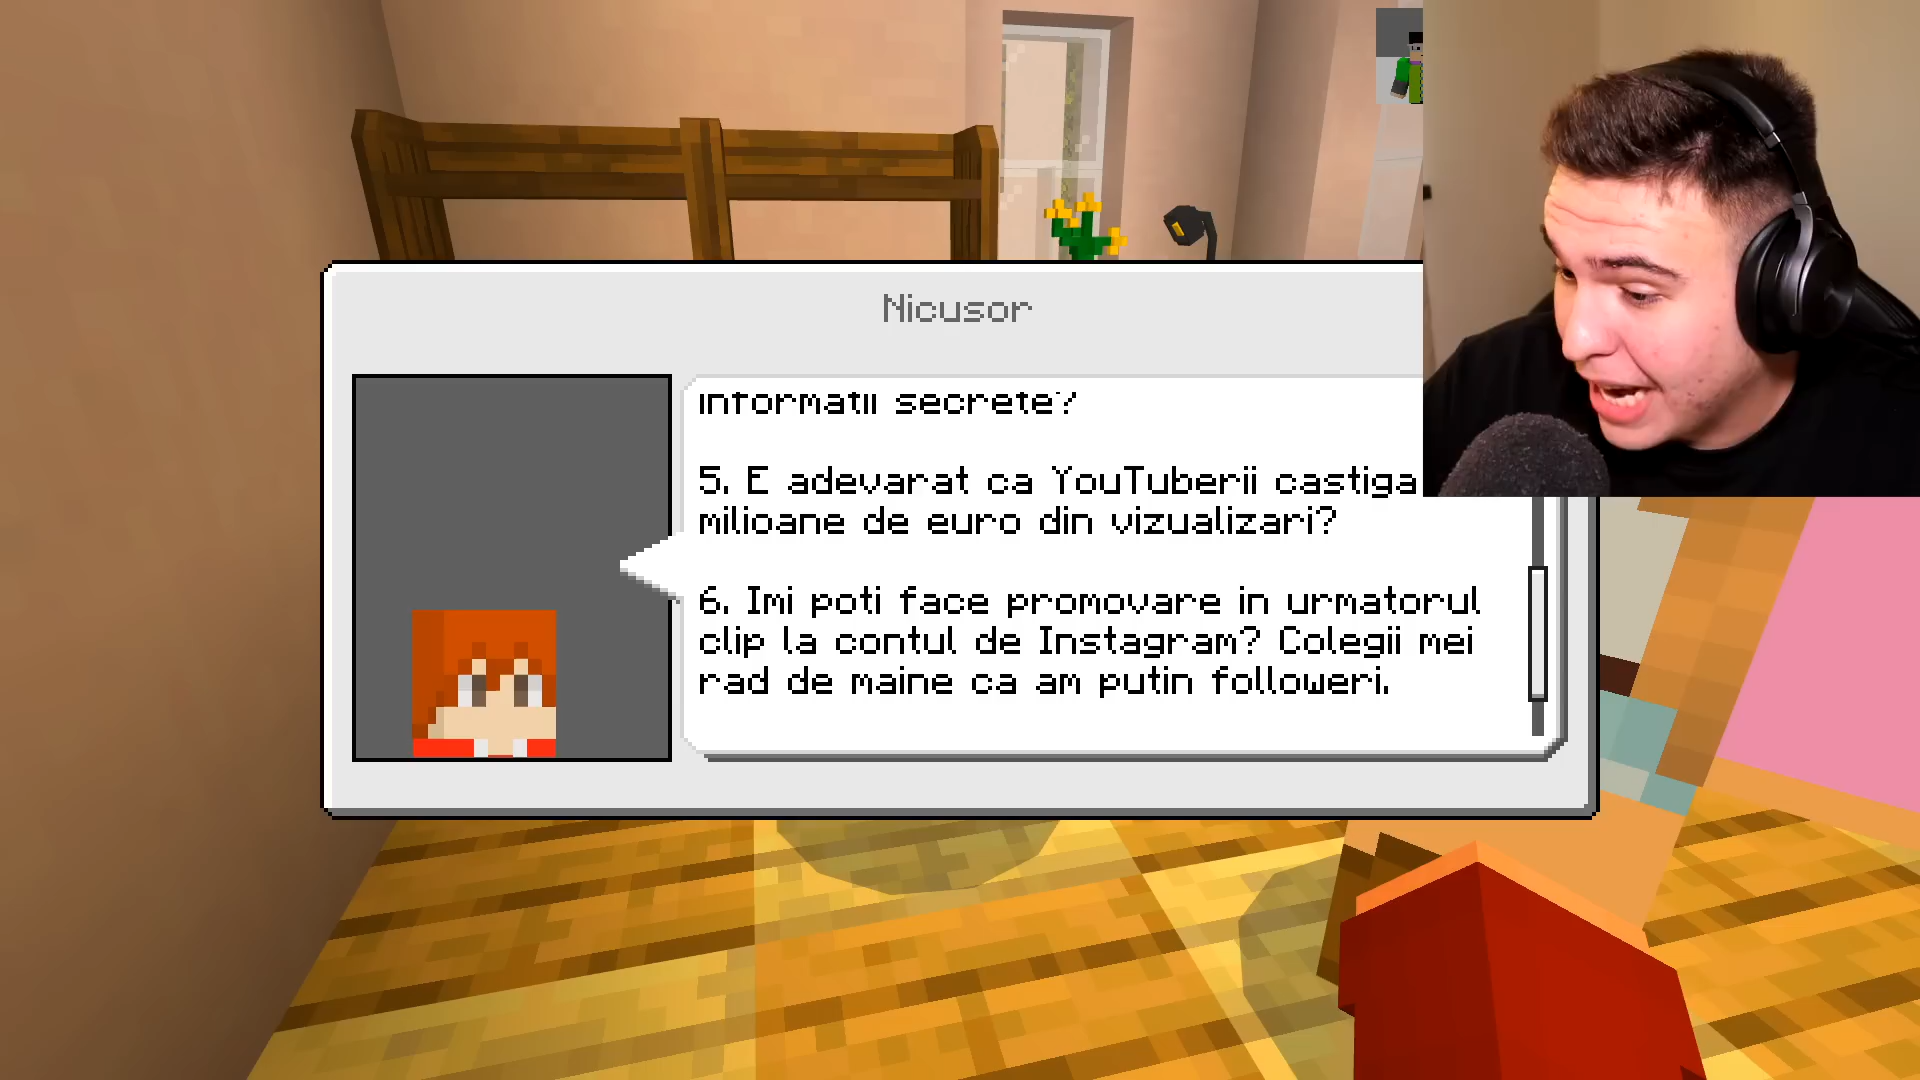 Nicusor
informatii secrete?
5. E adevarat ca YouTuberii castiga
milioane de euro din vizualizari?
6. Imi poti face promovare in urmatorul
clip la contul de Instagram? Colegii mei
rad de maine ca am putin followeri.